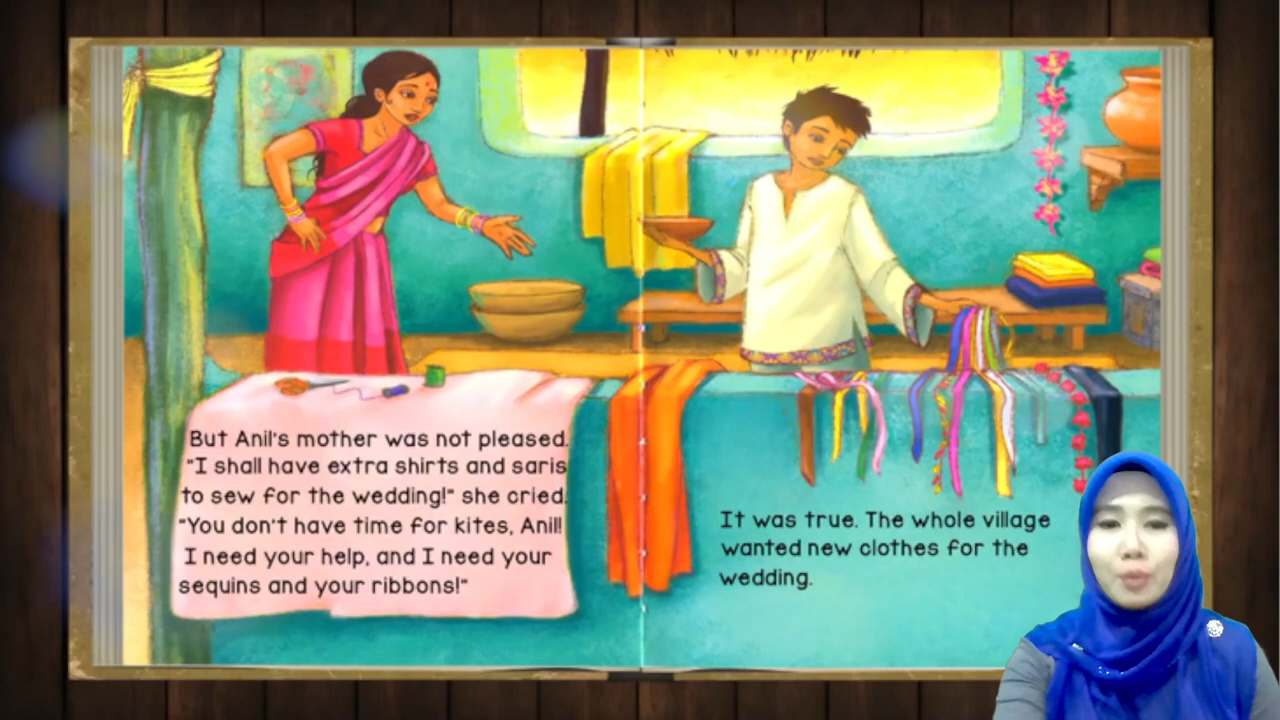 But Anil's mother was not pleased.
"I shall have extra shirts and saris
to sew for the wedding!" she cried.
"You don't have time for kites, Anil!
I need your help, and I need your
sequins and your ribbons!"
It was true. The whole village
wanted new clothes for the
wedding.